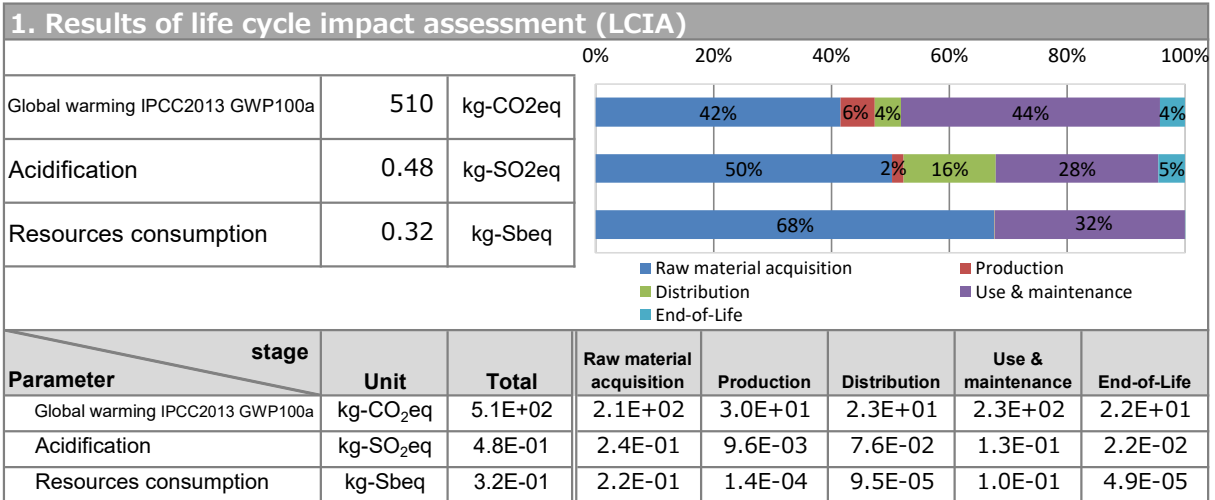 1. Results of life cycle impact assessment (LCIA)
0% 20% 40% 60% 80% 100%
Global warming IPCC2013 GWP100a 510 kg-CO2eq 42% 6% 4% 44% 4%
Acidification 0.48 kg-SO2eq 50% 2% 16% 28% 5%
Resources consumption 0.32 kg-Sbeq 68% 32%
Raw material acquisition Production
Distribution Use & maintenance
End-of-Life
stage Raw material Use &
Parameter Unit Total acquisition Production Distribution maintenance End-of-Life
Global warming IPCC2013 GWP100a kg-CO₂eq 5.1E+02 2.1E+02 3.0E+01 2.3E+01 2.3E+02 2.2E+01
Acidification kg-SO₂eq 4.8E-01 2.4E-01 9.6E-03 7.6E-02 1.3E-01 2.2E-02
Resources consumption kg-Sbeq 3.2E-01 2.2E-01 1.4E-04 9.5E-05 1.0E-01 4.9E-05